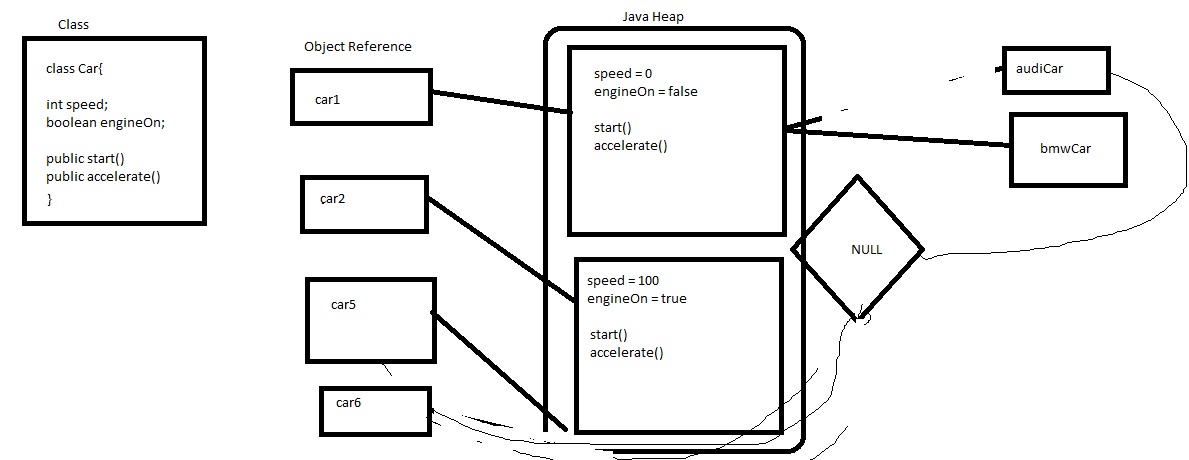 Class
class Car{
int speed;
boolean engineOn;
public start()
public accelerate()
}
Object Reference
car1
car2
car5
car6
Java Heap
speed = 0
engineOn = false
start()
accelerate()
speed = 100
engineOn = true
start()
accelerate()
NULL
audiCar
bmwCar